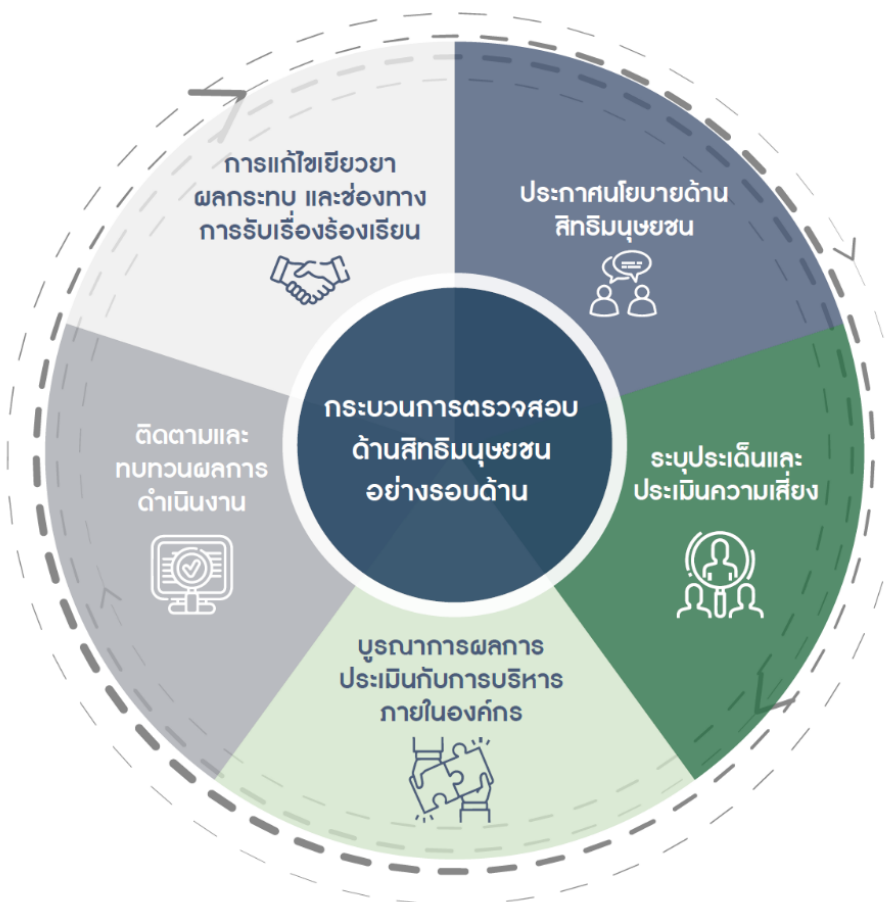 กระบวนการตรวจสอบ
ด้านสิทธิมนุษยชน
อย่างรอบด้าน
ประกาศนโยบายด้าน
สิทธิมนุษยชน
ระบุประเด็นและ
ประเมินความเสี่ยง
บูรณาการผลการ
ประเมินกับการบริหาร
ภายในองค์กร
ติดตามและ
ทบทวนผลการ
ดำเนินงาน
การแก้ไขเยียวยา
ผลกระทบ และช่องทาง
การรับเรื่องร้องเรียน